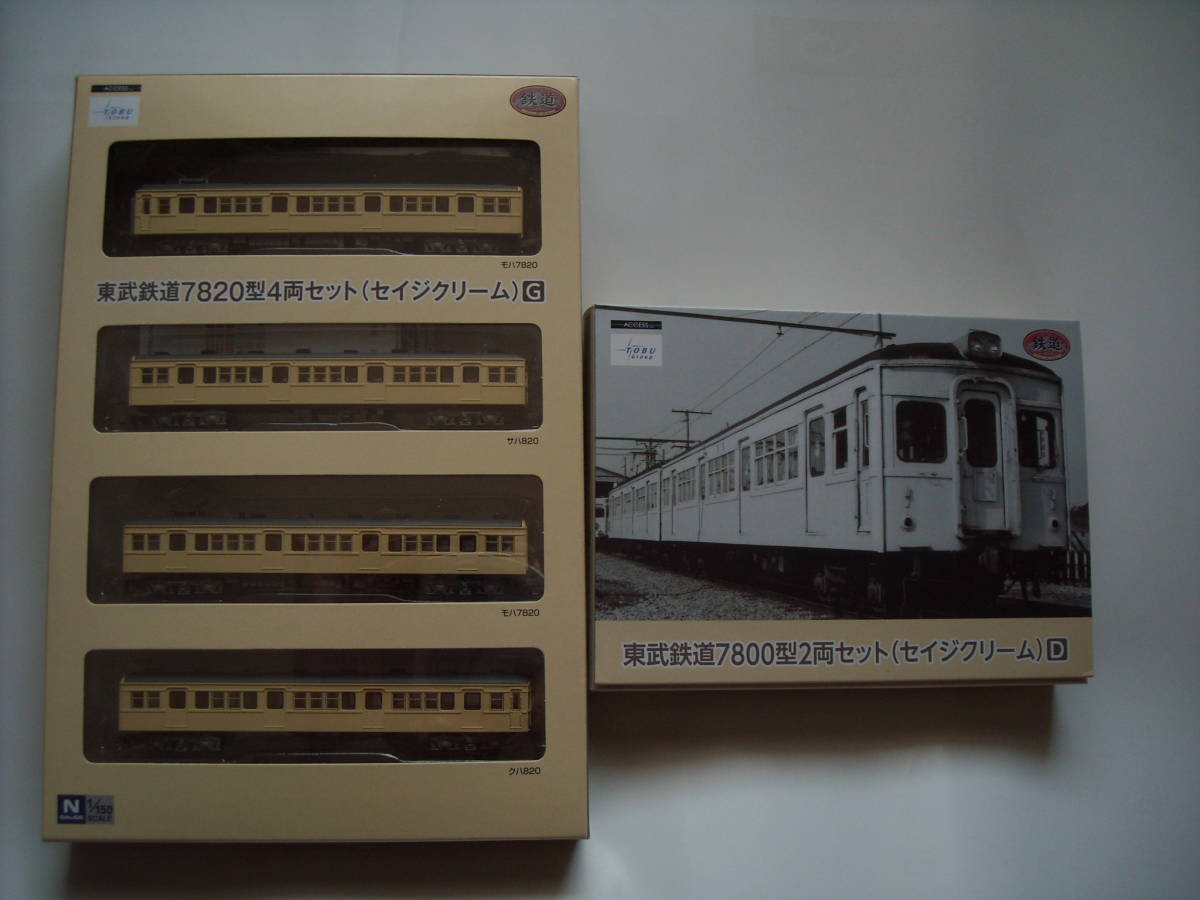 ACCESS
TOBU
Group
鉄道
モハ7820
東武鉄道7820型4両セット（セイジクリーム）G
サハ820
モハ7820
クハ820
N
GAUGE
1/150
SCALE
ACCESS
TOBU
Group
鉄道
東武鉄道7800型2両セット（セイジクリーム）D